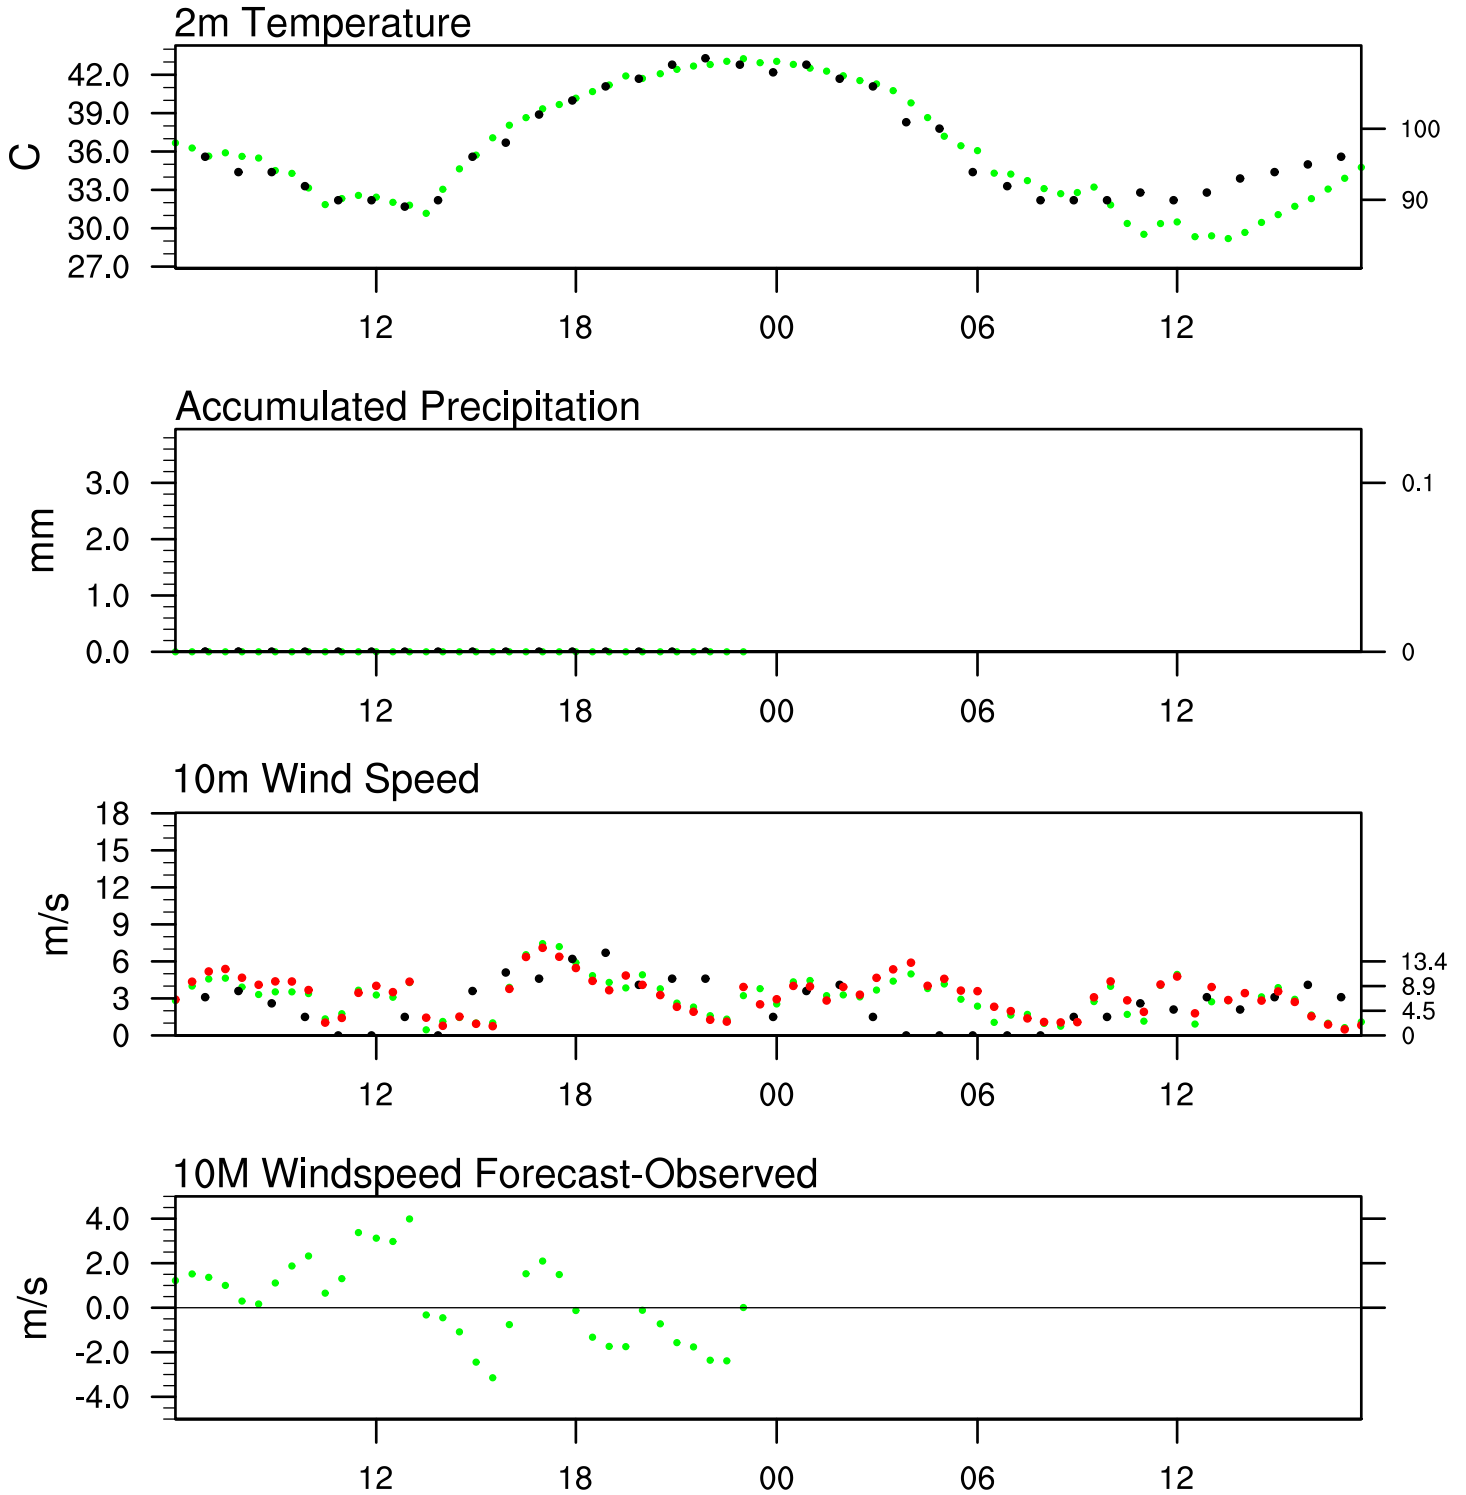 2m Temperature
42.0
39.0
36.0
33.0
30.0
27.0
C
100
90
12 18 00 06 12
Accumulated Precipitation
3.0
2.0
1.0
0.0
mm
0.1
0
12 18 00 06 12
10m Wind Speed
18
15
12
9
6
3
0
m/s
13.4
8.9
4.5
0
12 18 00 06 12
10M Windspeed Forecast-Observed
4.0
2.0
0.0
-2.0
-4.0
m/s
12 18 00 06 12